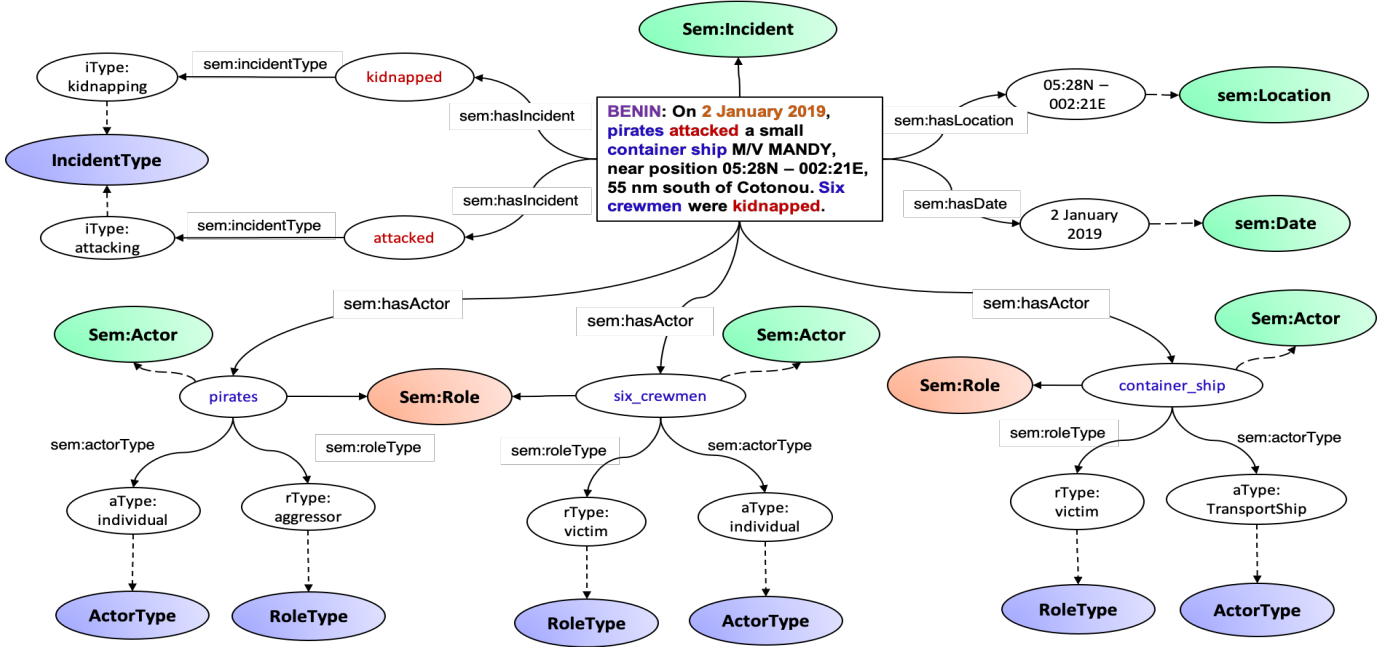 Sem:Incident
iType:
kidnapping
sem:incidentType
kidnapped
sem:hasIncident
BENIN: On 2 January 2019,
pirates attacked a small
container ship M/V MANDY,
near position 05:28N – 002:21E,
55 nm south of Cotonou. Six
crewmen were kidnapped.
sem:hasLocation
05:28N –
002:21E
sem:Location
IncidentType
sem:hasIncident
sem:hasDate
2 January
2019
sem:Date
iType:
attacking
sem:incidentType
attacked
sem:hasActor
sem:hasActor
sem:hasActor
Sem:Actor
Sem:Actor
Sem:Actor
pirates
Sem:Role
six_crewmen
Sem:Role
container_ship
sem:actorType
sem:roleType
sem:roleType
sem:actorType
sem:roleType
sem:actorType
aType:
individual
rType:
aggressor
rType:
victim
aType:
individual
rType:
victim
aType:
TransportShip
ActorType
RoleType
RoleType
ActorType
RoleType
ActorType